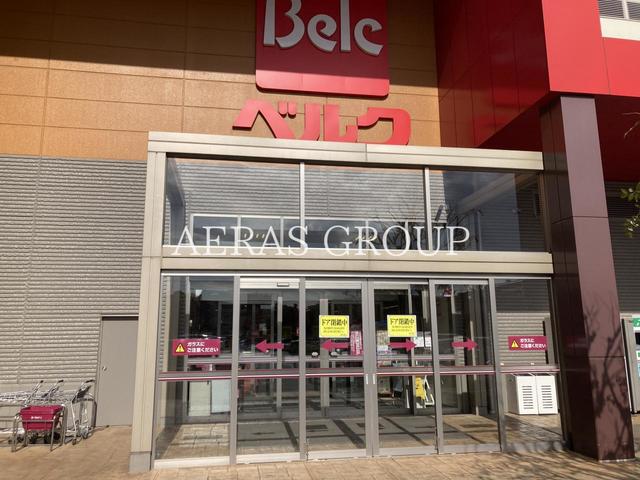 Belc
ベルク
AERAS GROUP
ドア開放中
ドア開放中
ガラスに
ご注意ください
ガラスに
ご注意ください